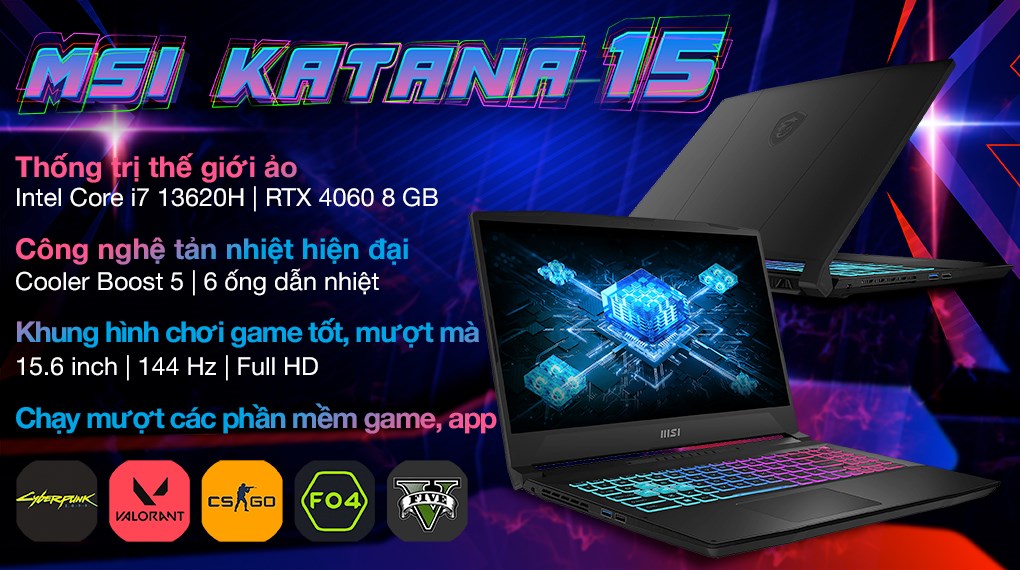 MSI KATANA 15
Thống trị thế giới ảo
Intel Core i7 13620H | RTX 4060 8 GB
Công nghệ tản nhiệt hiện đại
Cooler Boost 5 | 6 ống dẫn nhiệt
Khung hình chơi game tốt, mượt mà
15.6 inch | 144 Hz | Full HD
Chạy mượt các phần mềm game, app
msi
Cyberpunk
VALORANT
CS GO
FO4
V FIVE